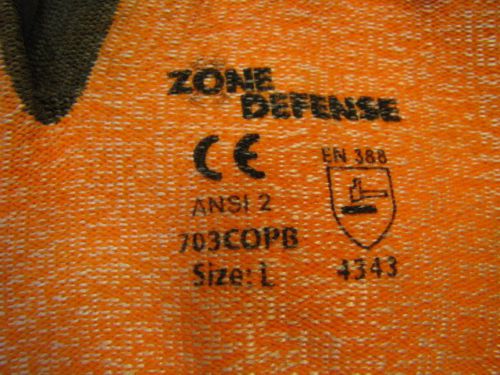 ZONE
DEFENSE
CE
EN 388
ANSI 2
703COPB
Size: L
4343